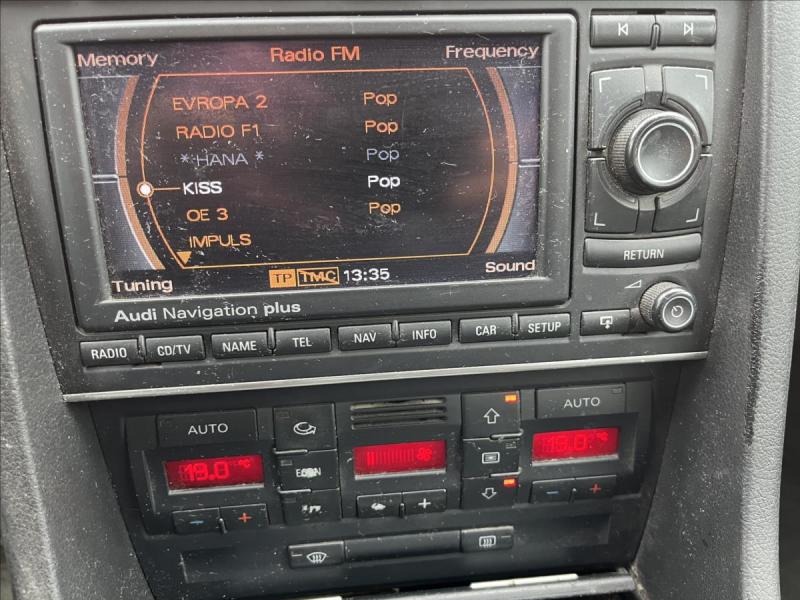 Memory Radio FM Frequency
EVROPA 2 Pop
RADIO F1 Pop
* HANA * Pop
KISS Pop
OE 3 Pop
IMPULS
Tuning TP TMC 13:35 Sound
RETURN
Audi Navigation plus
RADIO CD/TV NAME TEL NAV INFO CAR SETUP
AUTO AUTO
19.0 °C 19.0 °C
ECON